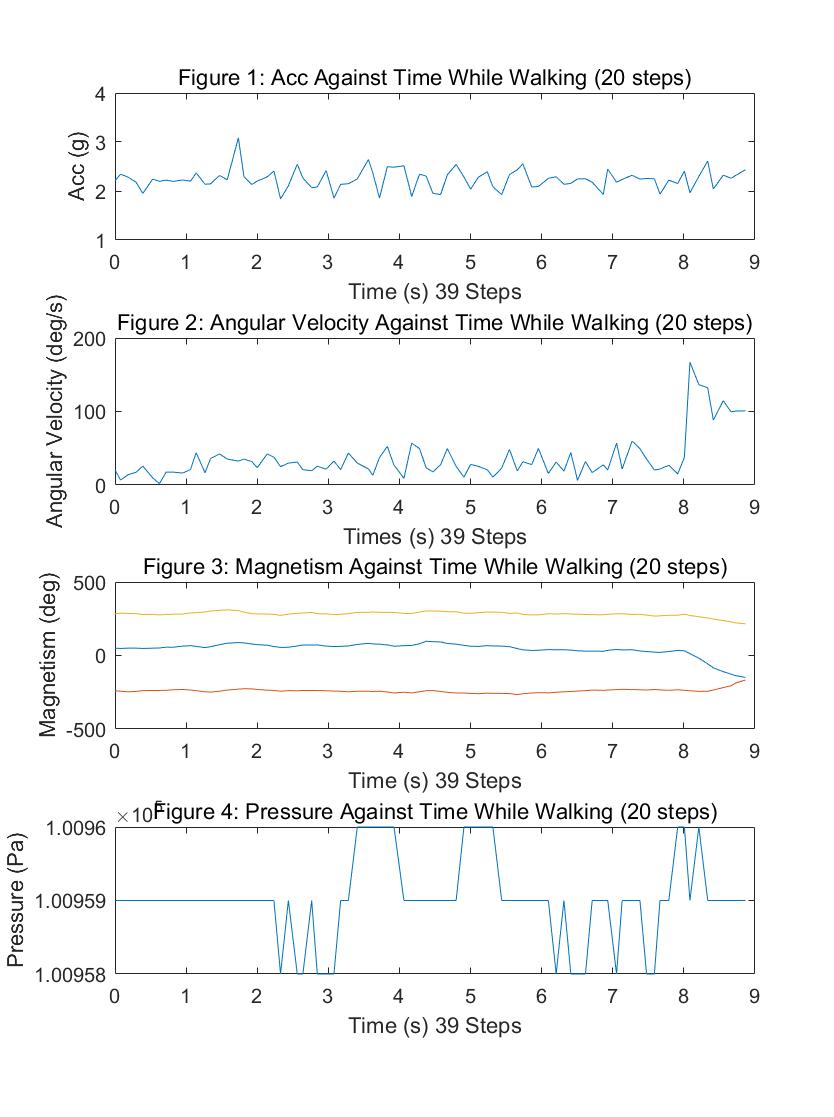 Figure 1: Acc Against Time While Walking (20 steps)
4
3
2
1
Acc (g)
0 1 2 3 4 5 6 7 8 9
Time (s) 39 Steps
Figure 2: Angular Velocity Against Time While Walking (20 steps)
200
100
0
Angular Velocity (deg/s)
0 1 2 3 4 5 6 7 8 9
Times (s) 39 Steps
Figure 3: Magnetism Against Time While Walking (20 steps)
500
0
-500
Magnetism (deg)
0 1 2 3 4 5 6 7 8 9
Time (s) 39 Steps
×10⁵
Figure 4: Pressure Against Time While Walking (20 steps)
1.0096
1.00959
1.00958
Pressure (Pa)
0 1 2 3 4 5 6 7 8 9
Time (s) 39 Steps